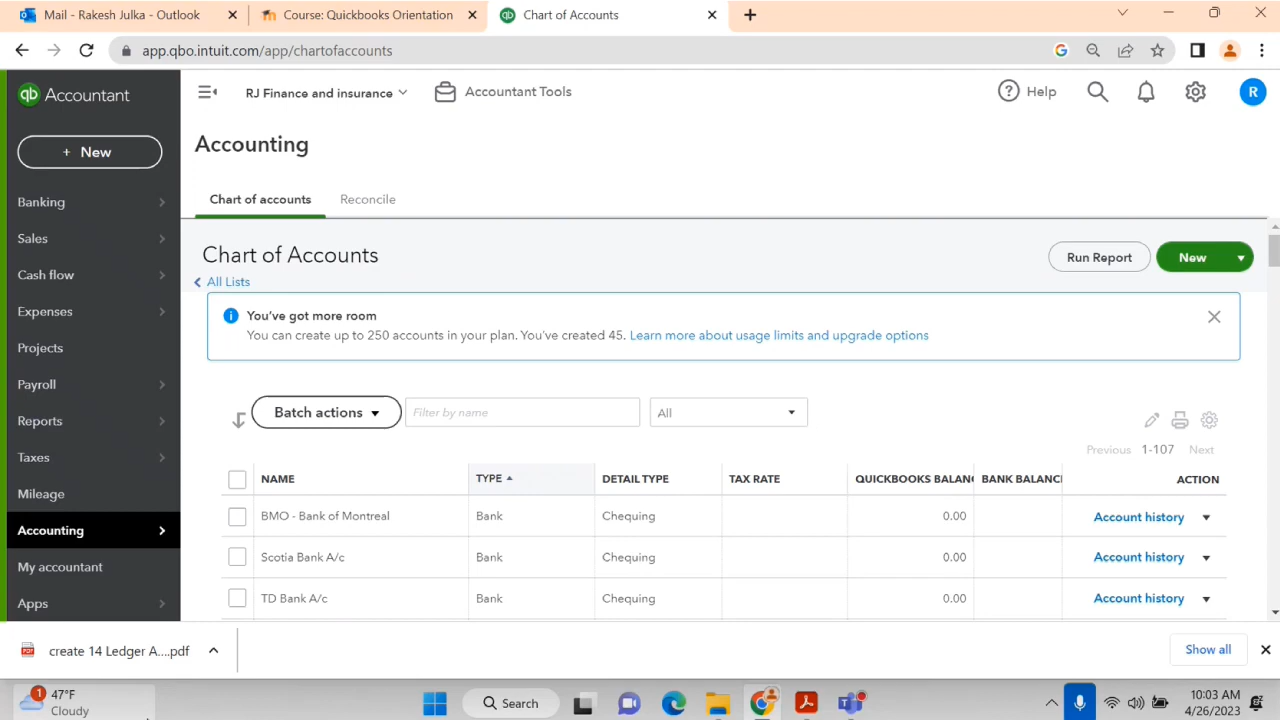 Mail - Rakesh Julka - Outlook
Course: Quickbooks Orientation
Chart of Accounts
app.qbo.intuit.com/app/chartofaccounts
qb Accountant
RJ Finance and insurance
Accountant Tools
Help
R
+ New
Accounting
Banking
Sales
Cash flow
Expenses
Projects
Payroll
Reports
Taxes
Mileage
Accounting
My accountant
Apps
Chart of accounts
Reconcile
Chart of Accounts
All Lists
Run Report
New
You've got more room
You can create up to 250 accounts in your plan. You've created 45. Learn more about usage limits and upgrade options
Batch actions
Filter by name
All
Previous 1-107 Next
NAME TYPE DETAIL TYPE TAX RATE QUICKBOOKS BALAN BANK BALANC ACTION
BMO - Bank of Montreal Bank Chequing 0.00 Account history
Scotia Bank A/c Bank Chequing 0.00 Account history
TD Bank A/c Bank Chequing 0.00 Account history
create 14 Ledger A....pdf
Show all
1
47°F
Cloudy
Search
10:03 AM
4/26/2023